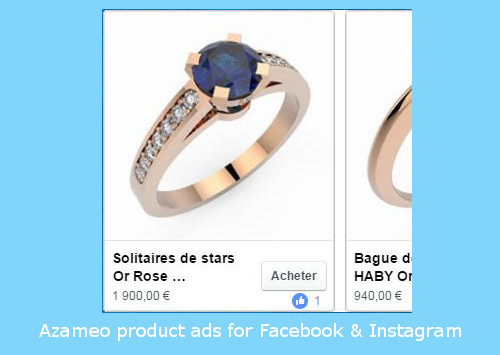 Solitaires de stars
Or Rose ...
Acheter
1 900,00 €
1
Bague d
HABY Or
940,00 €
Azameo product ads for Facebook & Instagram